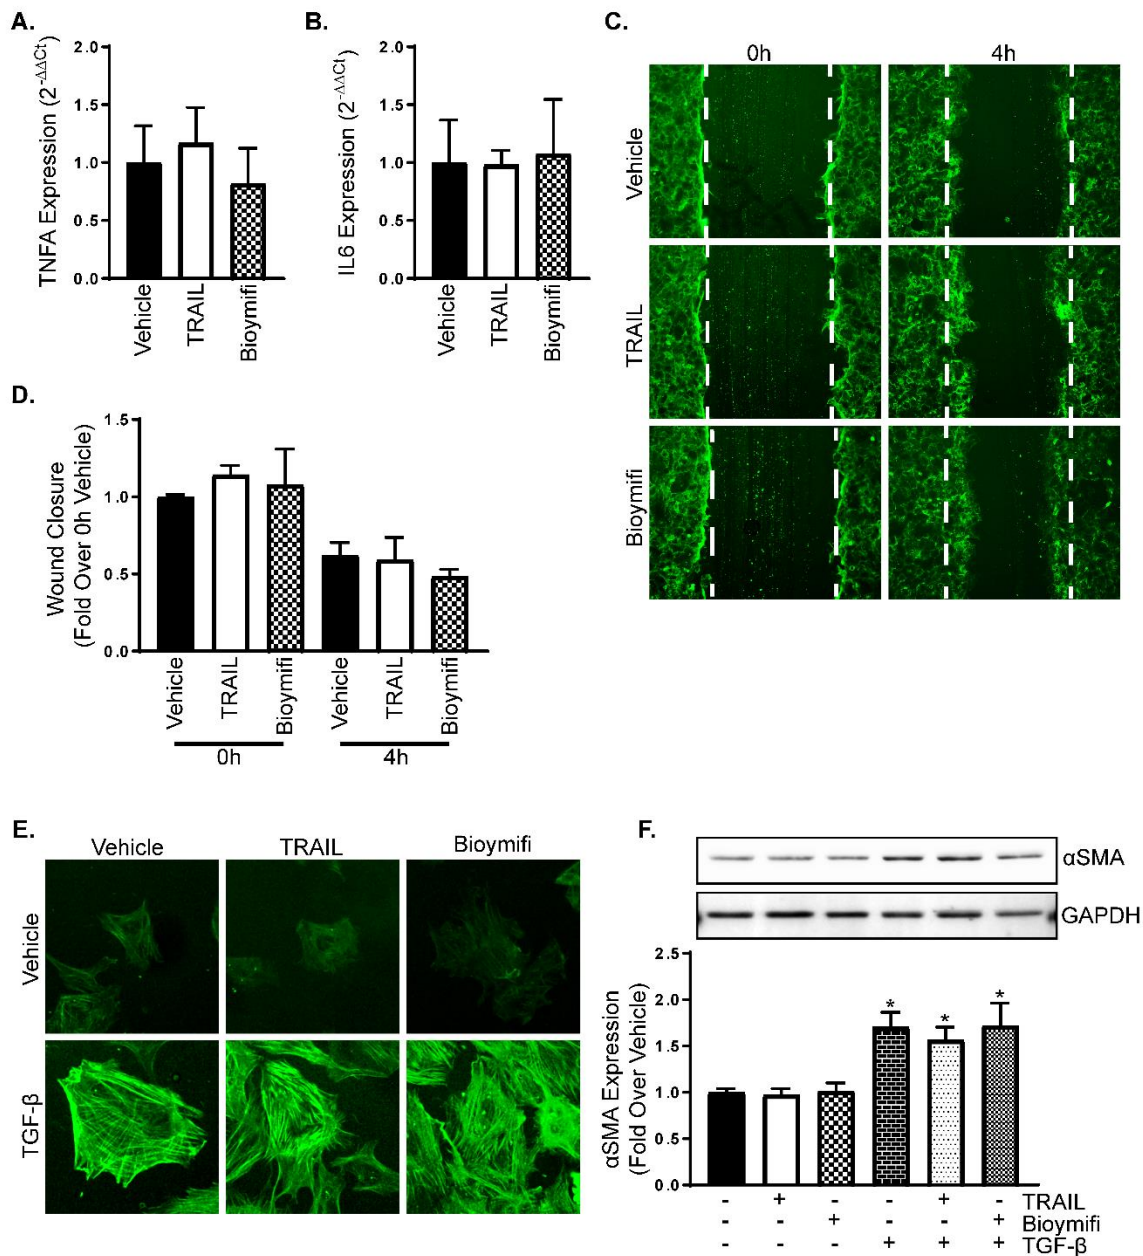 A.
TNFA Expression (2^-ΔΔCt)
2.0
1.5
1.0
0.5
0.0
Vehicle
TRAIL
Bioymifi
B.
IL6 Expression (2^-ΔΔCt)
2.0
1.5
1.0
0.5
0.0
Vehicle
TRAIL
Bioymifi
C.
0h 4h
Vehicle
TRAIL
Bioymifi
D.
Wound Closure
(Fold Over 0h Vehicle)
1.5
1.0
0.5
0.0
Vehicle
TRAIL
Bioymifi
Vehicle
TRAIL
Bioymifi
0h 4h
E.
Vehicle TRAIL Bioymifi
Vehicle
TGF-β
F.
αSMA
GAPDH
αSMA Expression
(Fold Over Vehicle)
2.5
2.0
1.5
1.0
0.5
0.0
* * *
- + - - + - TRAIL
- - + - - + Bioymifi
- - - + + + TGF-β